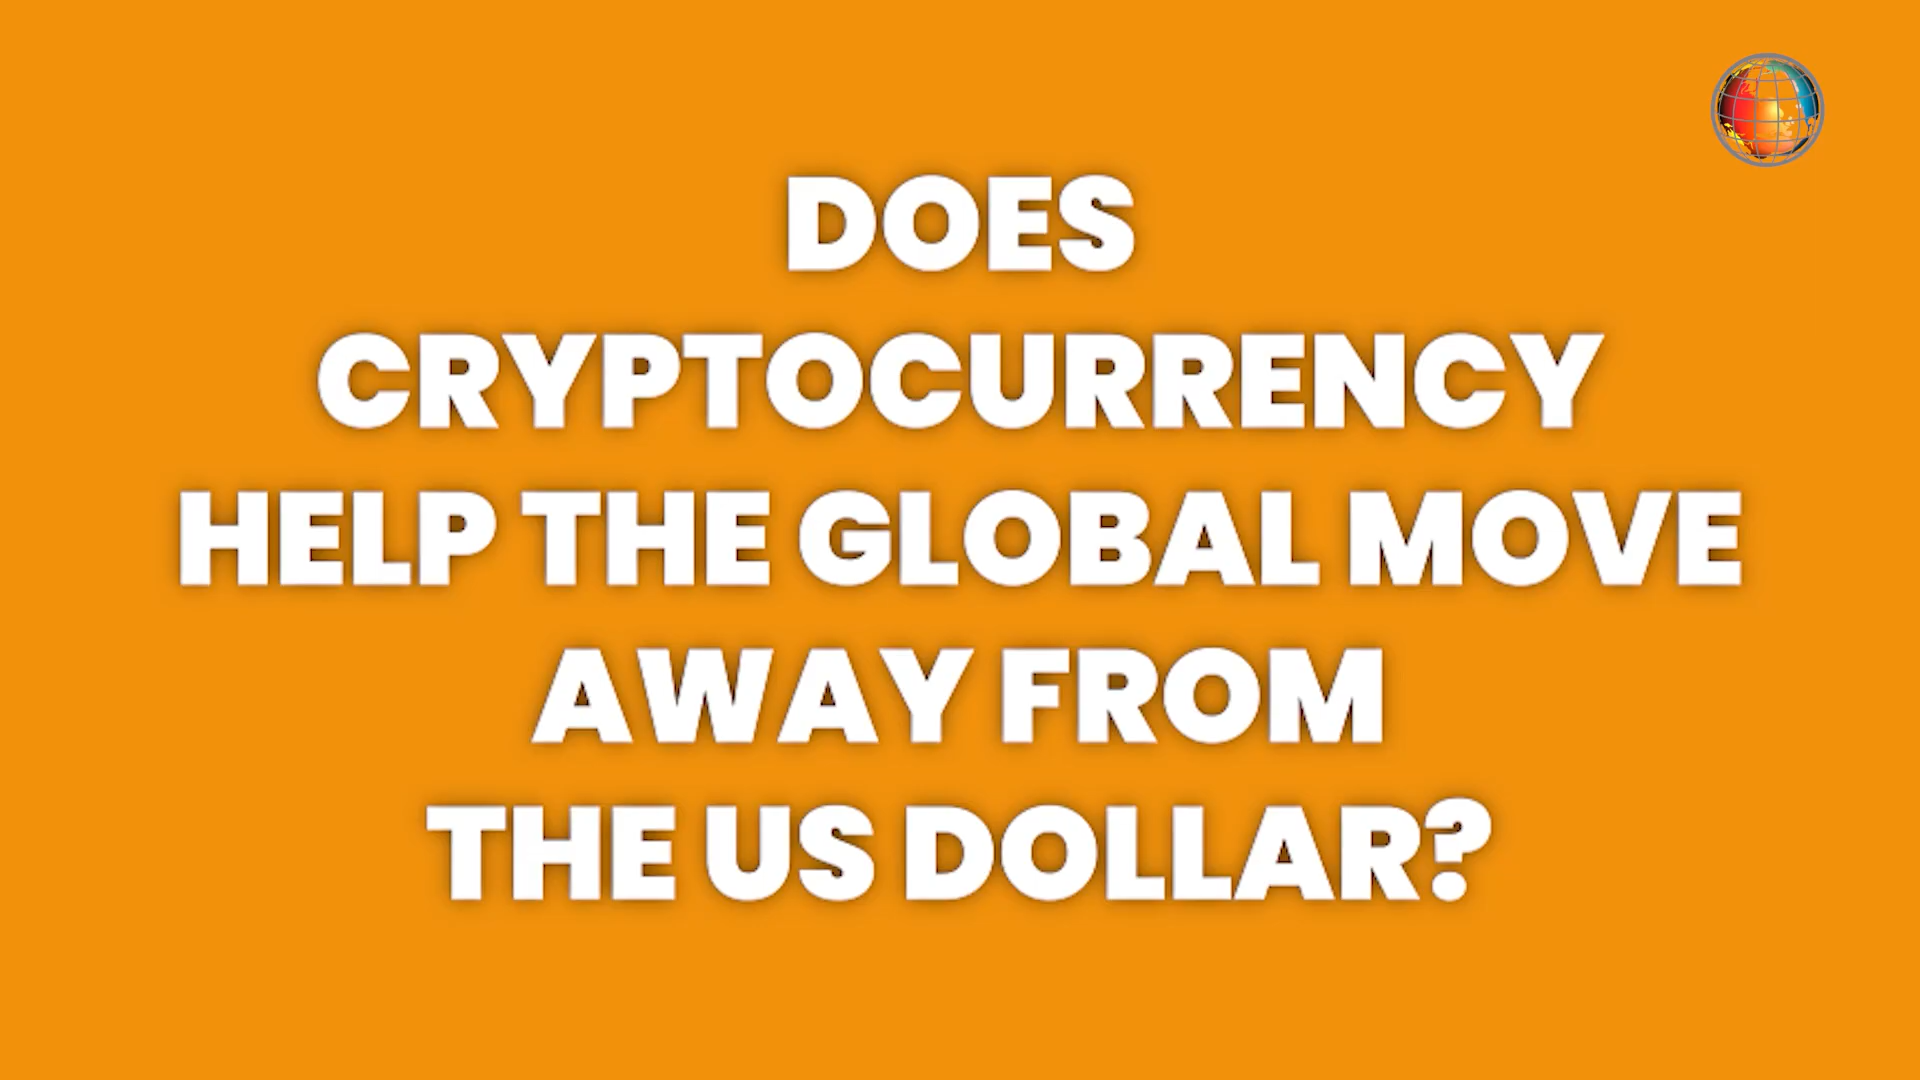 DOES
CRYPTOCURRENCY
HELP THE GLOBAL MOVE
AWAY FROM
THE US DOLLAR?